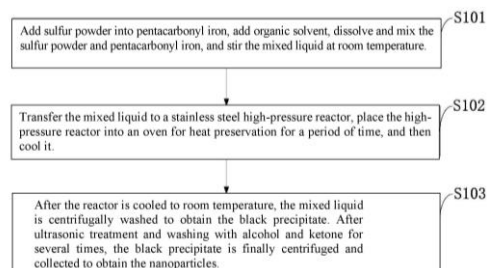 S101
Add sulfur powder into pentacarbonyl iron, add organic solvent, dissolve and mix the
sulfur powder and pentacarbonyl iron, and stir the mixed liquid at room temperature.
S102
Transfer the mixed liquid to a stainless steel high-pressure reactor, place the high-
pressure reactor into an oven for heat preservation for a period of time, and then
cool it.
S103
After the reactor is cooled to room temperature, the mixed liquid
is centrifugally washed to obtain the black precipitate. After
ultrasonic treatment and washing with alcohol and ketone for
several times, the black precipitate is finally centrifuged and
collected to obtain the nanoparticles.